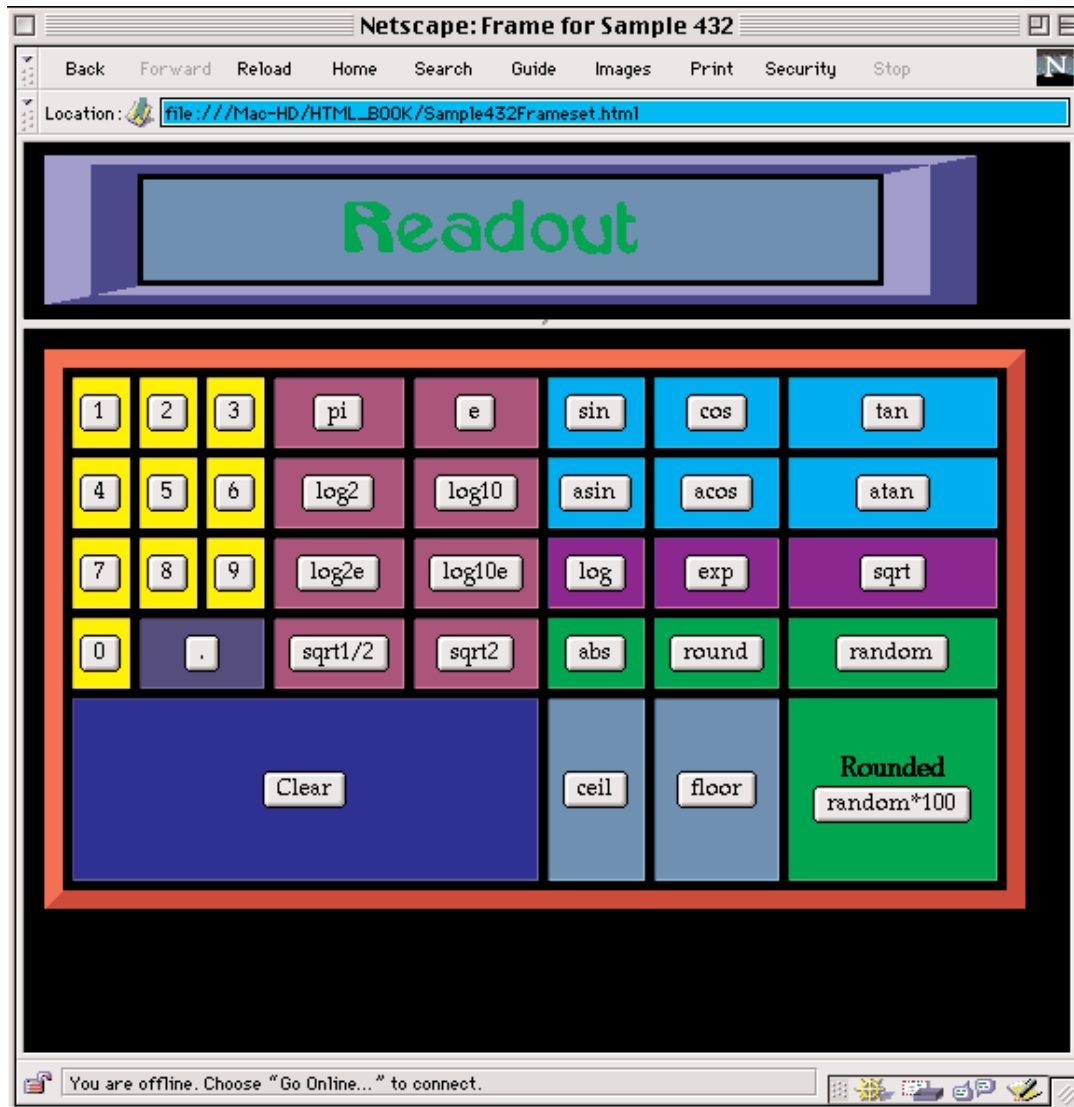 Netscape: Frame for Sample 432
Back Forward Reload Home Search Guide Images Print Security Stop N
Location: file:///Mac-HD/HTML_BOOK/Sample432Frameset.html
Readout
1 2 3 pi e sin cos tan
4 5 6 log2 log10 asin acos atan
7 8 9 log2e log10e log exp sqrt
0 . sqrt1/2 sqrt2 abs round random
Rounded
Clear ceil floor random*100
You are offline. Choose “Go Online...” to connect.